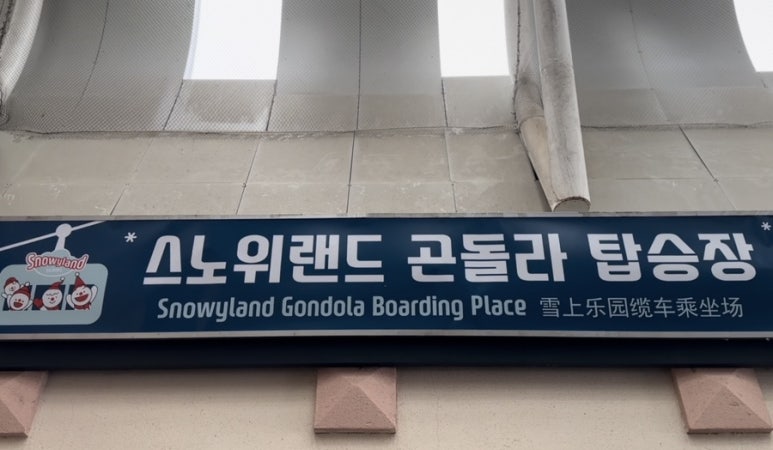 Snowyland
스노위랜드 곤돌라 탑승장
Snowyland Gondola Boarding Place 雪上乐园缆车乘坐场